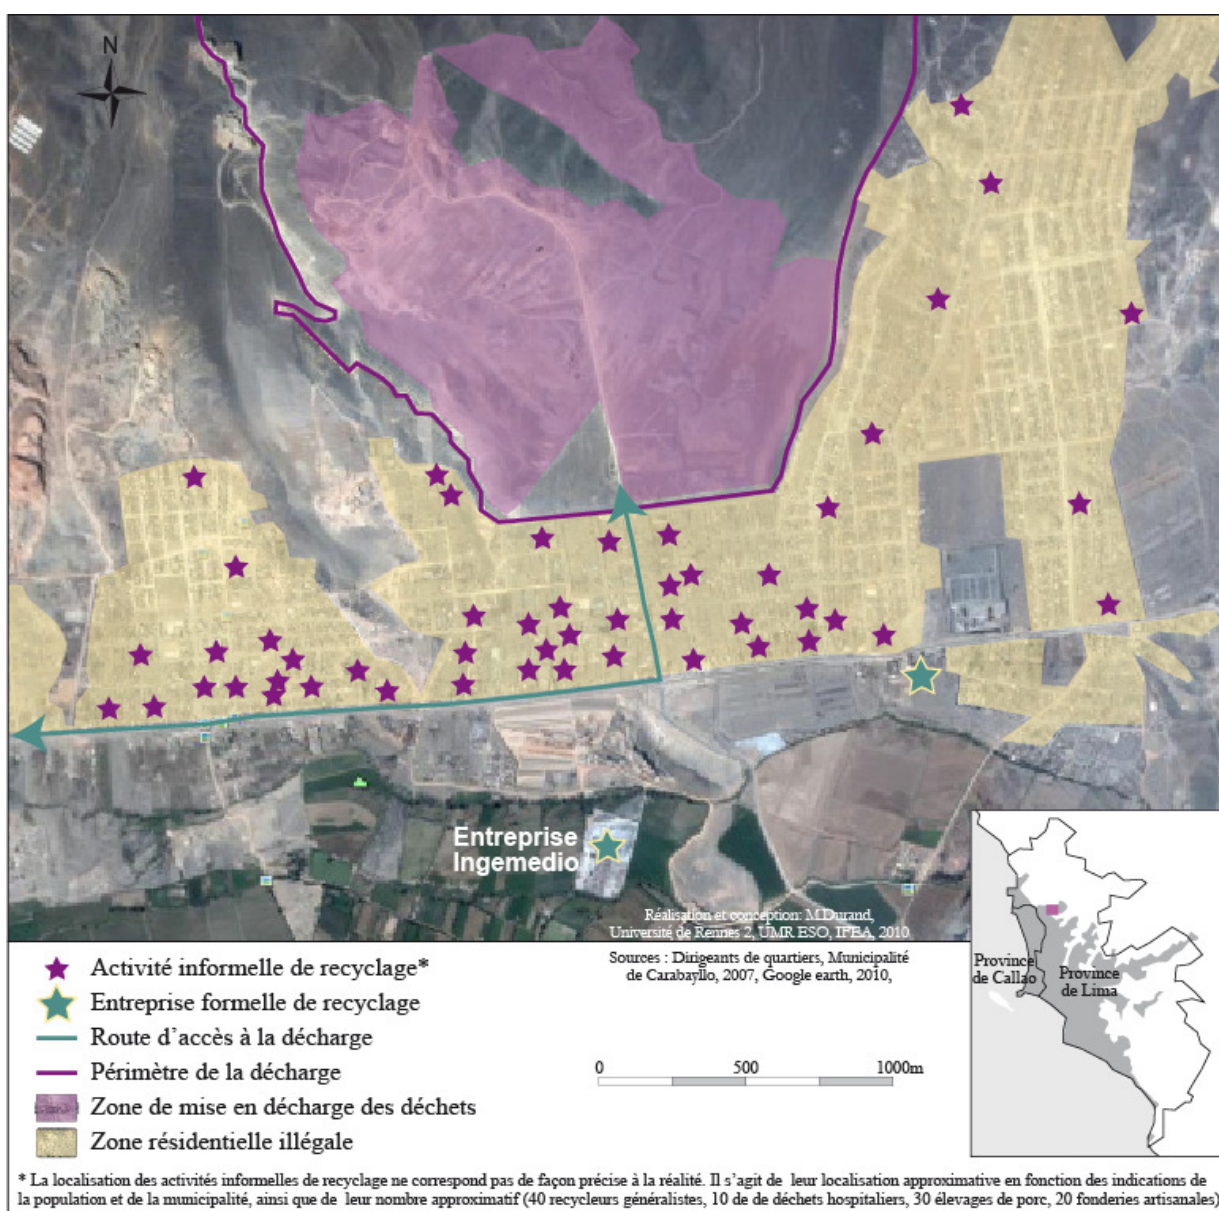 N
Entreprise
Ingemedio
Réalisation et conception: M.Durand,
Université de Rennes 2, UMR ESO, IFEA, 2010
Sources : Dirigeants de quartiers, Municipalité
de Carabayllo, 2007, Google earth, 2010,
Province
de Callao
Province
de Lima
Activité informelle de recyclage*
Entreprise formelle de recyclage
Route d’accès à la décharge
Périmètre de la décharge
Zone de mise en décharge des déchets
Zone résidentielle illégale
0 500 1000m
* La localisation des activités informelles de recyclage ne correspond pas de façon précise à la réalité. Il s’agit de leur localisation approximative en fonction des indications de
la population et de la municipalité, ainsi que de leur nombre approximatif (40 recycleurs généralistes, 10 de de déchets hospitaliers, 30 élevages de porc, 20 fonderies artisanales)